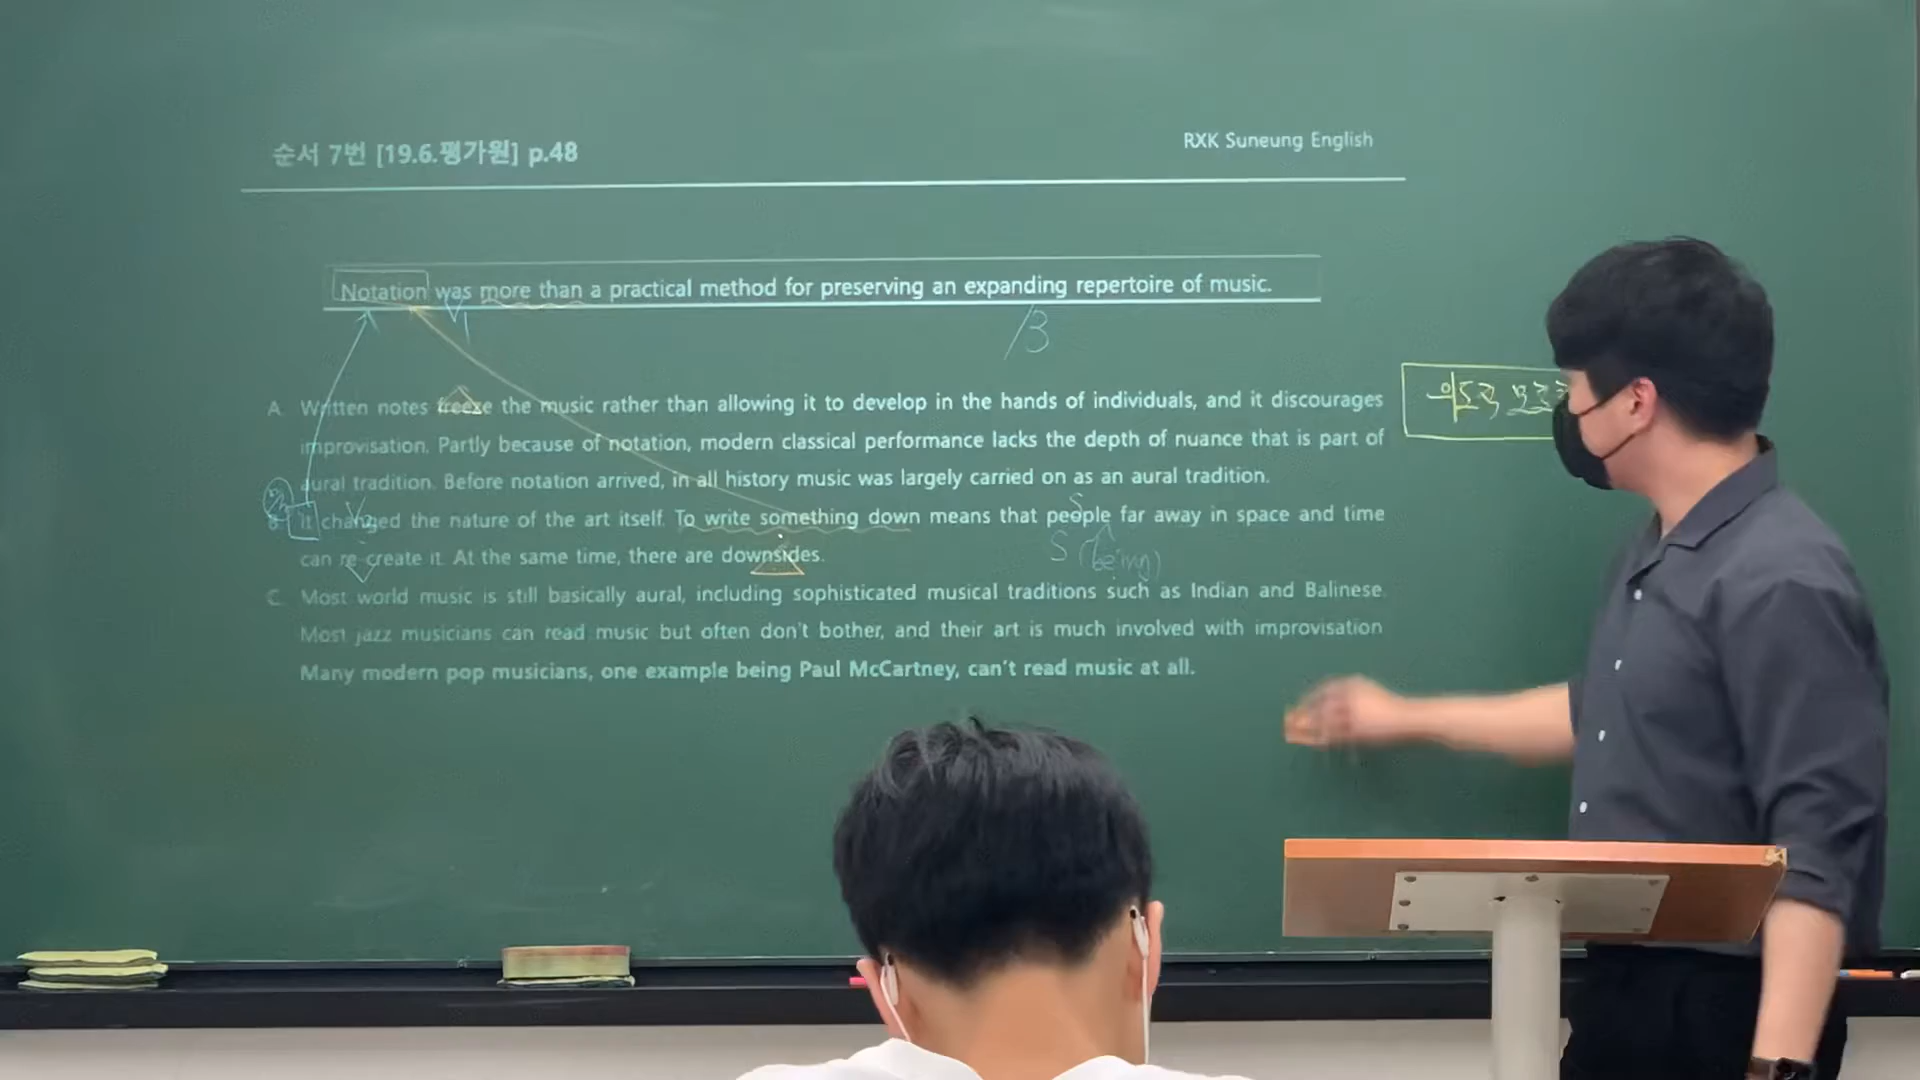 순서 7번 [19.6.평가원] p.48
RXK Suneung English
Notation was more than a practical method for preserving an expanding repertoire of music.
/B
A. Written notes freeze the music rather than allowing it to develop in the hands of individuals, and it discourages
improvisation. Partly because of notation, modern classical performance lacks the depth of nuance that is part of
aural tradition. Before notation arrived, in all history music was largely carried on as an aural tradition.
It changed the nature of the art itself. To write something down means that people far away in space and time
S
can re-create it. At the same time, there are downsides.
S (being)
C. Most world music is still basically aural, including sophisticated musical traditions such as Indian and Balinese.
Most jazz musicians can read music but often don't bother, and their art is much involved with improvisation
Many modern pop musicians, one example being Paul McCartney, can't read music at all.